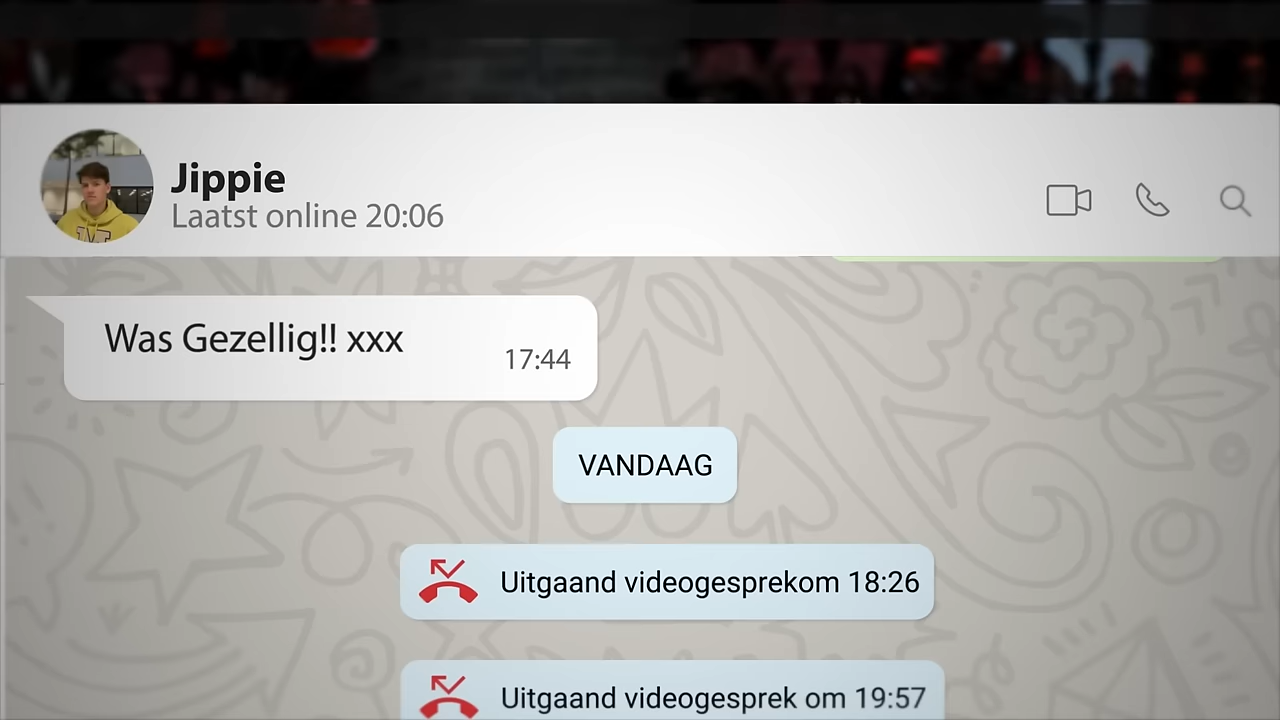 Jippie
Laatst online 20:06
Was Gezellig!! xxx
17:44
VANDAAG
Uitgaand videogesprekom 18:26
Uitgaand videogesprek om 19:57